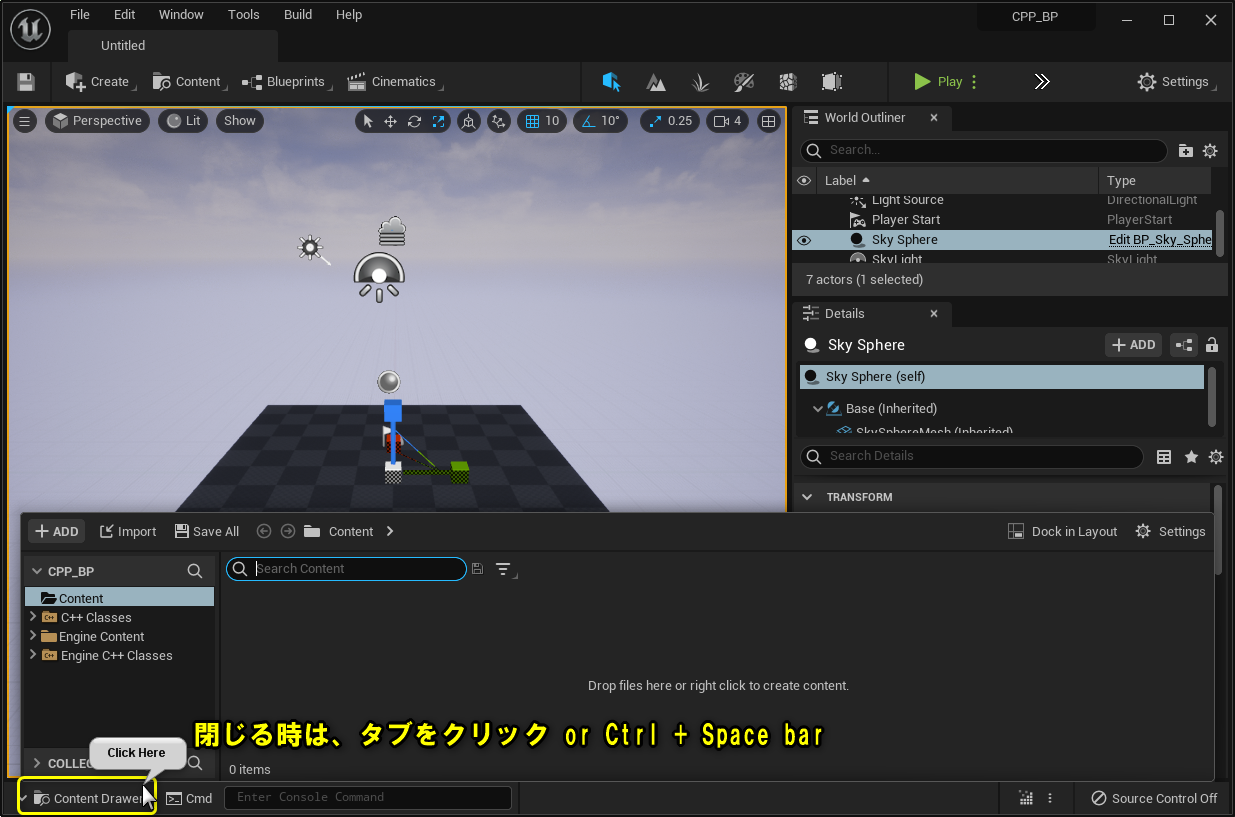 File Edit Window Tools Build Help
CPP_BP
Untitled
Create Content Blueprints Cinematics Play Settings
Perspective Lit Show 10 10° 0.25 4
World Outliner
Search...
Label Type
Light Source DirectionalLight
Player Start PlayerStart
Sky Sphere Edit BP_Sky_Sphe
SkyLight SkyLight
7 actors (1 selected)
Details
Sky Sphere + ADD
Sky Sphere (self)
Base (Inherited)
SkySphereMesh (Inherited)
Search Details
TRANSFORM
+ ADD Import Save All Content Dock in Layout Settings
CPP_BP
Search Content
Content
C++ Classes
Engine Content
Engine C++ Classes
Drop files here or right click to create content.
閉じる時は、タブをクリック or Ctrl + Space bar
Click Here
COLLEC
0 items
Content Drawer Cmd Enter Console Command Source Control Off